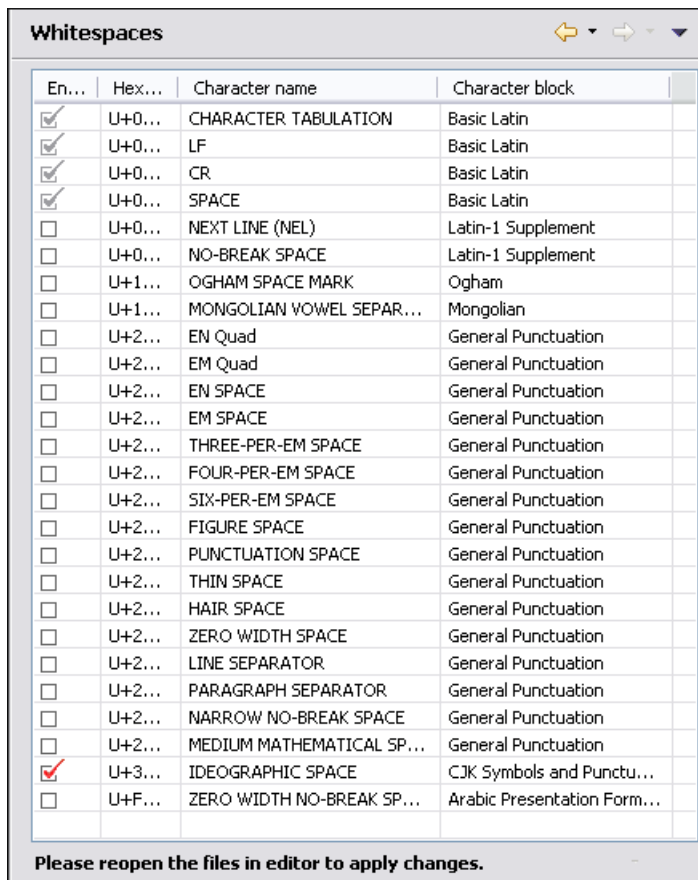 Whitespaces
En... Hex... Character name Character block
U+0... CHARACTER TABULATION Basic Latin
U+0... LF Basic Latin
U+0... CR Basic Latin
U+0... SPACE Basic Latin
U+0... NEXT LINE (NEL) Latin-1 Supplement
U+0... NO-BREAK SPACE Latin-1 Supplement
U+1... OGHAM SPACE MARK Ogham
U+1... MONGOLIAN VOWEL SEPAR... Mongolian
U+2... EN Quad General Punctuation
U+2... EM Quad General Punctuation
U+2... EN SPACE General Punctuation
U+2... EM SPACE General Punctuation
U+2... THREE-PER-EM SPACE General Punctuation
U+2... FOUR-PER-EM SPACE General Punctuation
U+2... SIX-PER-EM SPACE General Punctuation
U+2... FIGURE SPACE General Punctuation
U+2... PUNCTUATION SPACE General Punctuation
U+2... THIN SPACE General Punctuation
U+2... HAIR SPACE General Punctuation
U+2... ZERO WIDTH SPACE General Punctuation
U+2... LINE SEPARATOR General Punctuation
U+2... PARAGRAPH SEPARATOR General Punctuation
U+2... NARROW NO-BREAK SPACE General Punctuation
U+2... MEDIUM MATHEMATICAL SP... General Punctuation
U+3... IDEOGRAPHIC SPACE CJK Symbols and Punctu...
U+F... ZERO WIDTH NO-BREAK SP... Arabic Presentation Form...
Please reopen the files in editor to apply changes.